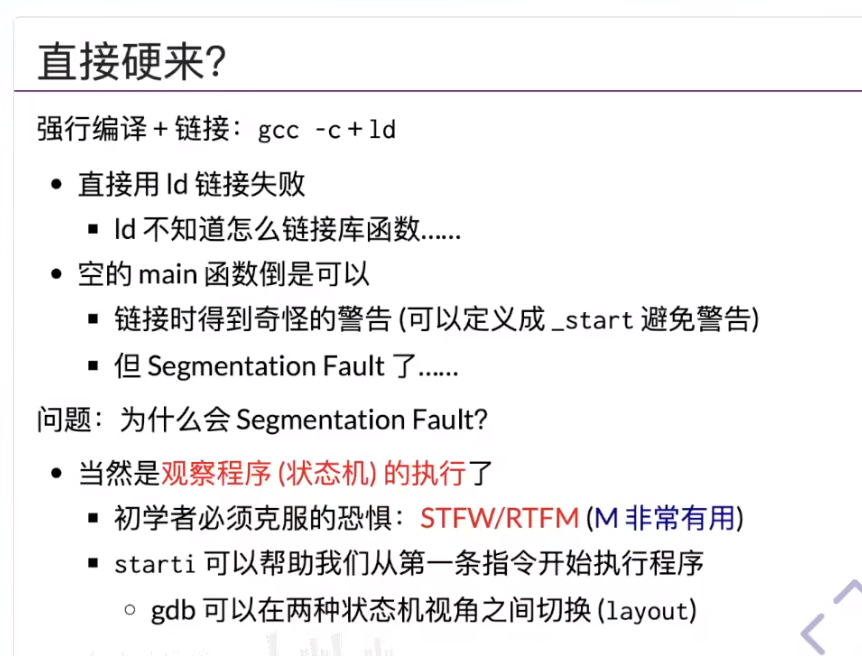 直接硬来?
强行编译 + 链接：gcc -c + ld
• 直接用 ld 链接失败
▪ ld 不知道怎么链接库函数......
• 空的 main 函数倒是可以
▪ 链接时得到奇怪的警告 (可以定义成 _start 避免警告)
▪ 但 Segmentation Fault 了......
问题：为什么会 Segmentation Fault?
• 当然是观察程序 (状态机) 的执行了
▪ 初学者必须克服的恐惧：STFW/RTFM (M 非常有用)
▪ starti 可以帮助我们从第一条指令开始执行程序
○ gdb 可以在两种状态机视角之间切换 (layout)